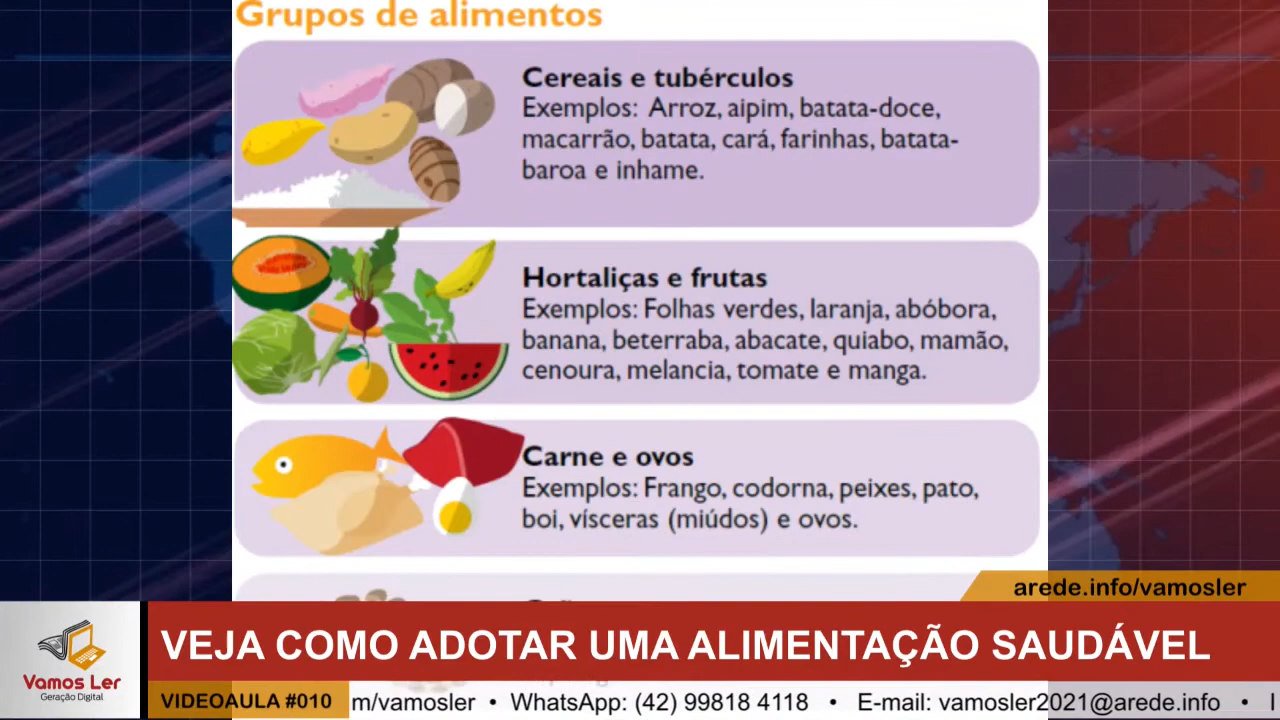 Grupos de alimentos
Cereais e tubérculos
Exemplos: Arroz, aipim, batata-doce,
macarrão, batata, cará, farinhas, batata-
baroa e inhame.
Hortaliças e frutas
Exemplos: Folhas verdes, laranja, abóbora,
banana, beterraba, abacate, quiabo, mamão,
cenoura, melancia, tomate e manga.
Carne e ovos
Exemplos: Frango, codorna, peixes, pato,
boi, vísceras (miúdos) e ovos.
arede.info/vamosler
VEJA COMO ADOTAR UMA ALIMENTAÇÃO SAUDÁVEL
Vamos Ler
Geração Digital
VIDEOAULA #010
m/vamosler • WhatsApp: (42) 99818 4118 • E-mail: vamosler2021@arede.info •